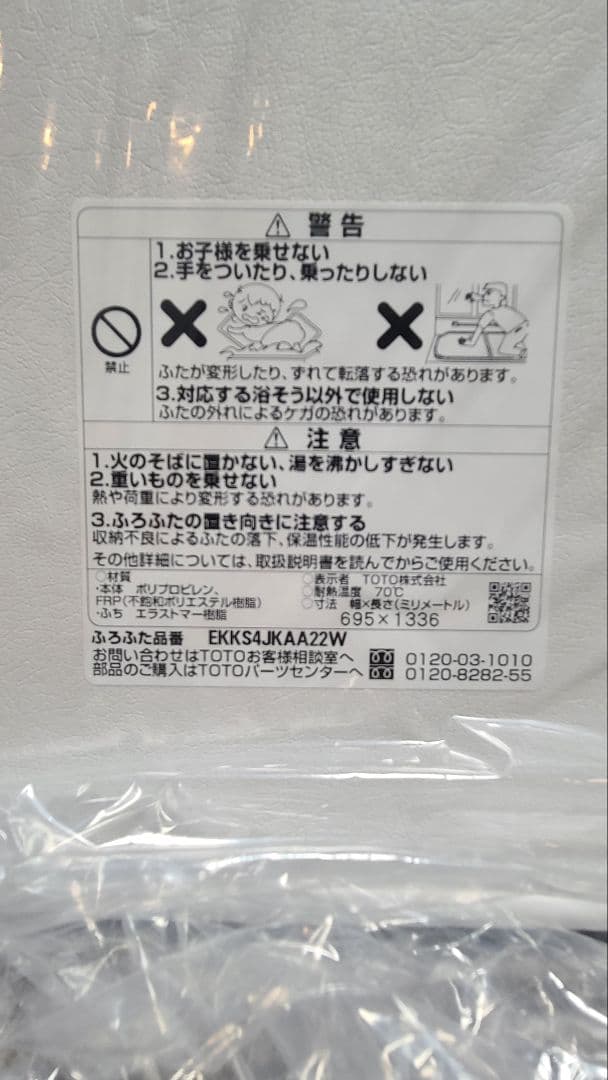 ⚠ 警告
禁止
1.お子様を乗せない
2.手をついたり、乗ったりしない
ふたが変形したり、ずれて転落する恐れがあります。
3.対応する浴そう以外で使用しない
ふたの外れによるケガの恐れがあります。
⚠ 注意
1.火のそばに置かない、湯を沸かしすぎない
2.重いものを乗せない
熱や荷重により変形する恐れがあります。
3.ふろふたの置き向きに注意する
収納不良によるふたの落下、保温性能の低下が発生します。
その他詳細については、取扱説明書を読んでからご使用ください。
○材質
・本体 ポリプロピレン、
FRP(不飽和ポリエステル樹脂)
・ふち エラストマー樹脂
○表示者 TOTO株式会社
○耐熱温度 70℃
○寸法 幅×長さ(ミリメートル)
695×1336
ふろふた品番 EKKS4JKAA22W
お問い合わせはTOTOお客様相談室へ 0120-03-1010
部品のご購入はTOTOパーツセンターへ 0120-8282-55